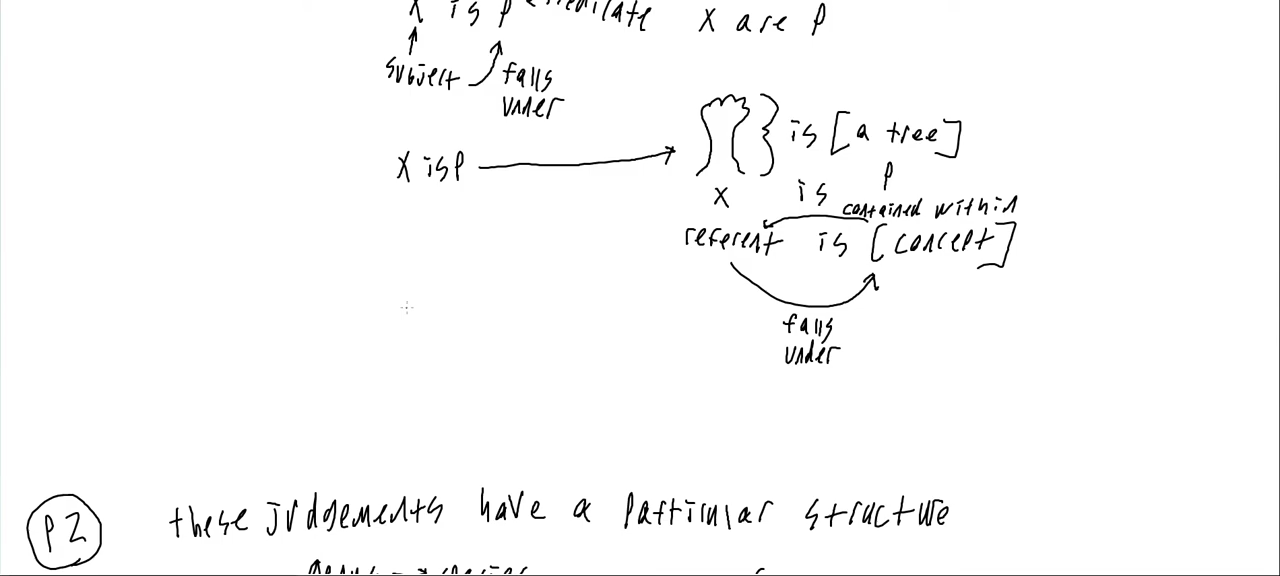 X is P predicate X are P
subject falls
under
is [a tree]
X is P
P
X is
contained within
referent is [concept]
falls
under
P2 these judgements have a particular structure